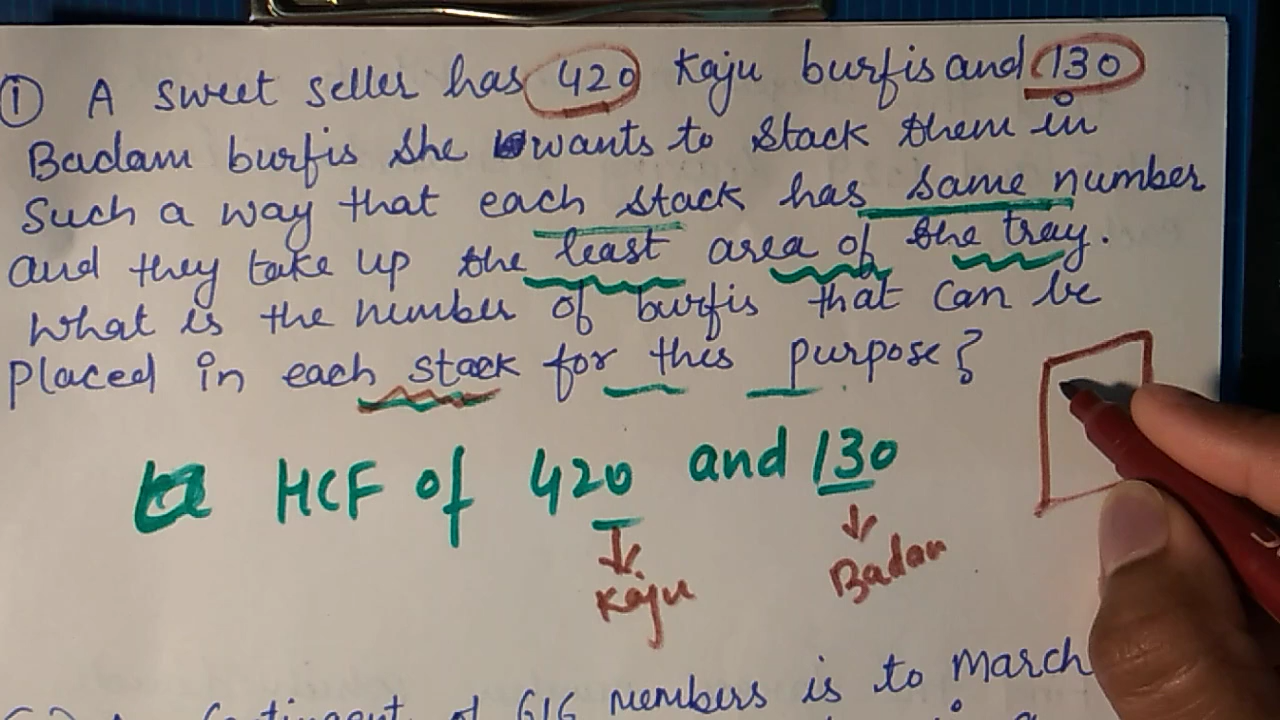 ① A sweet seller has 420 Kaju burfis and 130
Badam burfis she wants to stack them in
Such a way that each stack has same number
and they take up the least area of the tray.
What is the number of burfis that can be
placed in each stack for this purpose?
HCF of 420 and 130
Kaju
Badam
of 616 members is to march